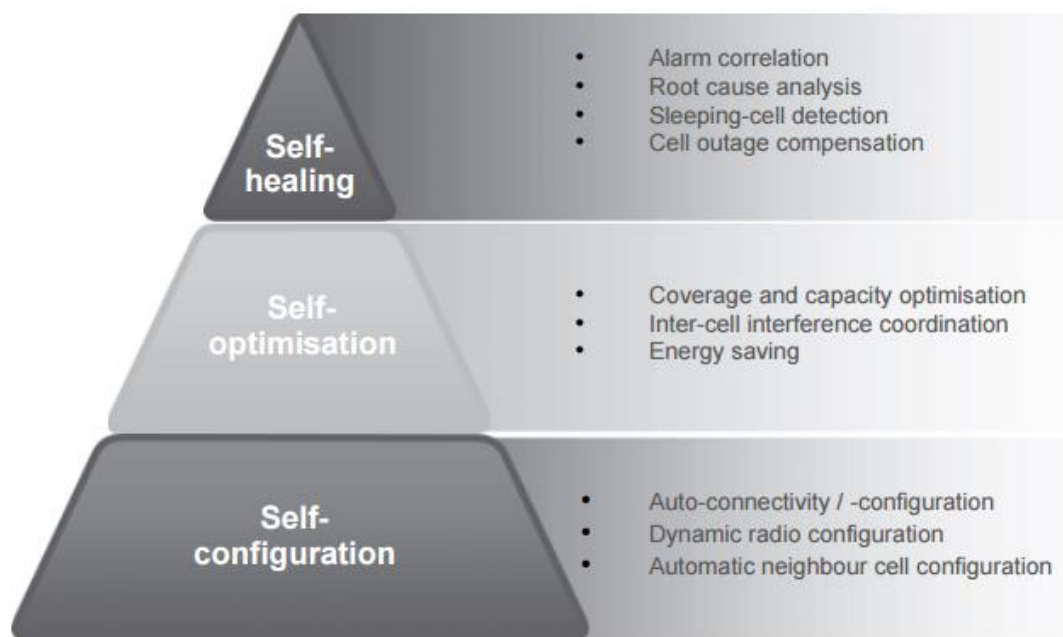 Self-
healing
• Alarm correlation
• Root cause analysis
• Sleeping-cell detection
• Cell outage compensation
Self-
optimisation
• Coverage and capacity optimisation
• Inter-cell interference coordination
• Energy saving
Self-
configuration
• Auto-connectivity / -configuration
• Dynamic radio configuration
• Automatic neighbour cell configuration